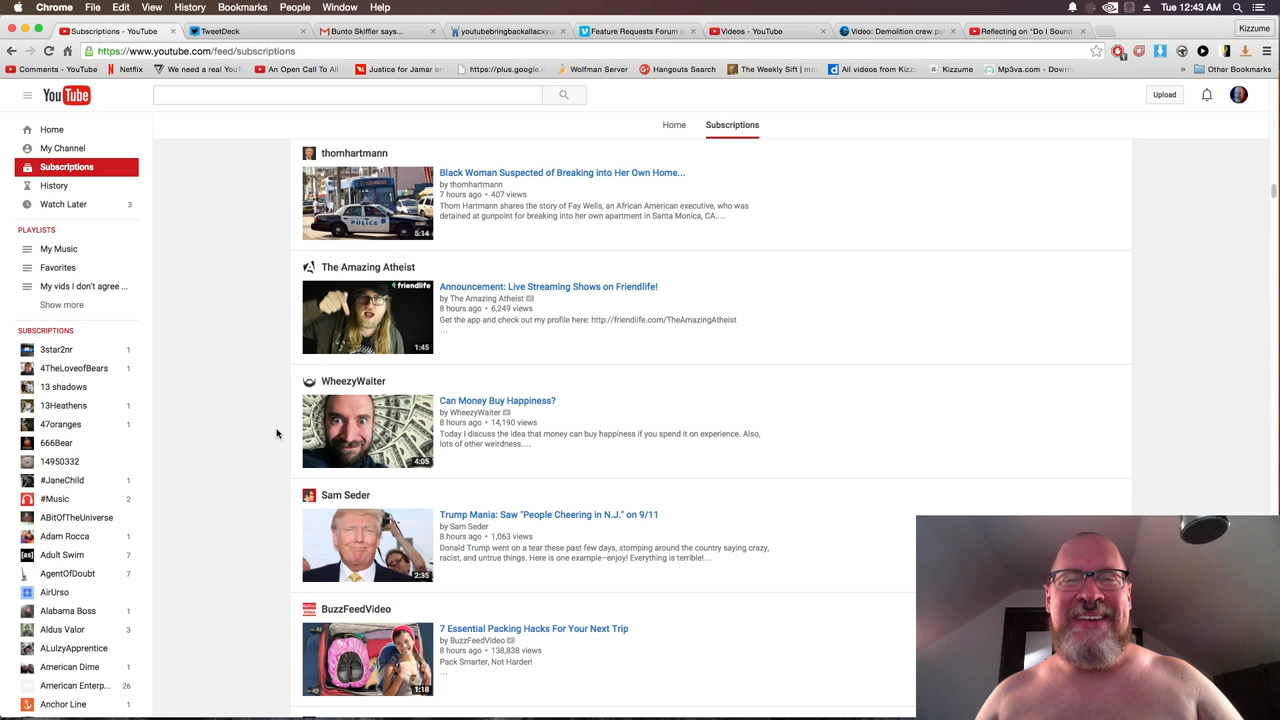 Chrome File Edit View History Bookmarks People Window Help
Tue 12:43 AM
Subscriptions - YouTube
TweetDeck
Bunto Skiffler says...
youtubebringbackallacxyup
Feature Requests Forum o
Videos - YouTube
Video: Demolition crew pul
Reflecting on "Do I Sound
Kizzume
https://www.youtube.com/feed/subscriptions
Comments - YouTube
Netflix
We need a real YouT
An Open Call To All
Justice for Jamar on
https://plus.google.c
Wolfman Server
Hangouts Search
The Weekly Sift | ma
All videos from Kizzu
Kizzume
Mp3va.com - Down
» Other Bookmarks
YouTube
Upload
Home
Subscriptions
Home
My Channel
Subscriptions
History
Watch Later 3
PLAYLISTS
My Music
Favorites
My vids I don't agree ...
Show more
SUBSCRIPTIONS
3star2nr 1
4TheLoveofBears 1
13 shadows
13Heathens 1
47oranges 1
666Bear
14950332
#JaneChild 1
#Music 2
ABitOfTheUniverse
Adam Rocca 1
Adult Swim 7
AgentOfDoubt 7
AirUrso
Alabama Boss 1
Aldus Valor 3
ALulzyApprentice
American Dime 1
American Enterp... 26
Anchor Line 1
thomhartmann
Black Woman Suspected of Breaking into Her Own Home...
by thomhartmann
7 hours ago • 407 views
Thom Hartmann shares the story of Fay Wells, an African American executive, who was
detained at gunpoint for breaking into her own apartment in Santa Monica, CA....
POLICE
5:14
The Amazing Atheist
Announcement: Live Streaming Shows on Friendlife!
by The Amazing Atheist
8 hours ago • 6,249 views
Get the app and check out my profile here: http://friendlife.com/TheAmazingAtheist
...
friendlife
1:45
WheezyWaiter
Can Money Buy Happiness?
by WheezyWaiter
8 hours ago • 14,190 views
Today I discuss the idea that money can buy happiness if you spend it on experience. Also,
lots of other weirdness....
4:05
Sam Seder
Trump Mania: Saw "People Cheering in N.J." on 9/11
by Sam Seder
8 hours ago • 1,063 views
Donald Trump went on a tear these past few days, stomping around the country saying crazy,
racist, and untrue things. Here is one example–enjoy! Everything is terrible!...
2:35
BuzzFeedVideo
7 Essential Packing Hacks For Your Next Trip
by BuzzFeedVideo
8 hours ago • 138,838 views
Pack Smarter, Not Harder!
...
1:18